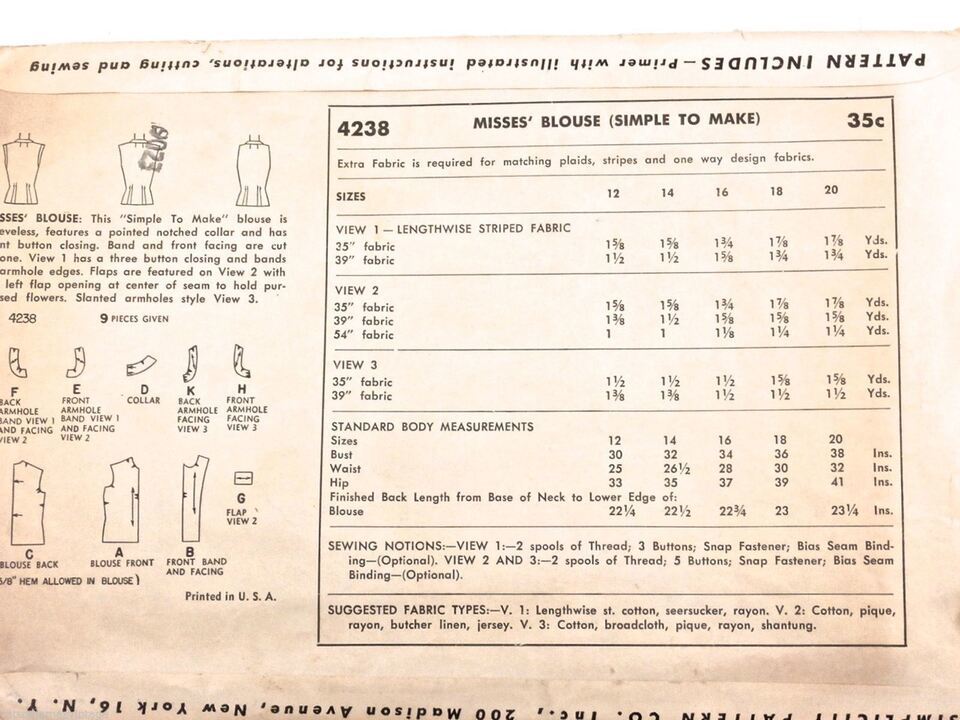 PATTERN INCLUDES—Primer with illustrated instructions for alterations, cutting and sewing
4238 MISSES' BLOUSE (SIMPLE TO MAKE) 35c
Extra Fabric is required for matching plaids, stripes and one way design fabrics.
SIZES 12 14 16 18 20
VIEW 1 — LENGTHWISE STRIPED FABRIC
35" fabric 1⅝ 1⅝ 1¾ 1⅞ 1⅞ Yds.
39" fabric 1½ 1½ 1⅝ 1¾ 1¾ Yds.
VIEW 2
35" fabric 1⅝ 1⅝ 1¾ 1⅞ 1⅞ Yds.
39" fabric 1⅜ 1½ 1⅝ 1⅝ 1⅝ Yds.
54" fabric 1 1 1⅛ 1¼ 1¼ Yds.
VIEW 3
35" fabric 1½ 1½ 1½ 1⅝ 1⅝ Yds.
39" fabric 1⅜ 1⅜ 1½ 1½ 1½ Yds.
STANDARD BODY MEASUREMENTS
Sizes 12 14 16 18 20
Bust 30 32 34 36 38 Ins.
Waist 25 26½ 28 30 32 Ins.
Hip 33 35 37 39 41 Ins.
Finished Back Length from Base of Neck to Lower Edge of:
Blouse 22¼ 22½ 22¾ 23 23¼ Ins.
SEWING NOTIONS:—VIEW 1:—2 spools of Thread; 3 Buttons; Snap Fastener; Bias Seam Bind-
ing—(Optional). VIEW 2 AND 3:—2 spools of Thread; 5 Buttons; Snap Fastener; Bias Seam
Binding—(Optional).
SUGGESTED FABRIC TYPES:—V. 1: Lengthwise st. cotton, seersucker, rayon. V. 2: Cotton, pique,
rayon, butcher linen, jersey. V. 3: Cotton, broadcloth, pique, rayon, shantung.
SSES' BLOUSE: This "Simple To Make" blouse is
eveless, features a pointed notched collar and has
nt button closing. Band and front facing are cut
one. View 1 has a three button closing and bands
armhole edges. Flaps are featured on View 2 with
left flap opening at center of seam to hold pur-
sed flowers. Slanted armholes style View 3.
4238 9 PIECES GIVEN
F
BACK
ARMHOLE
BAND VIEW 1
AND FACING
VIEW 2
E
FRONT
ARMHOLE
BAND VIEW 1
AND FACING
VIEW 2
D
COLLAR
K
BACK
ARMHOLE
FACING
VIEW 3
H
FRONT
ARMHOLE
FACING
VIEW 3
C
BLOUSE BACK
A
BLOUSE FRONT
B
FRONT BAND
AND FACING
G
FLAP
VIEW 2
5/8" HEM ALLOWED IN BLOUSE)
Printed in U. S. A.
SIMPLICITY PATTERN CO. Inc., 200 Madison Avenue, New York 16, N. Y.